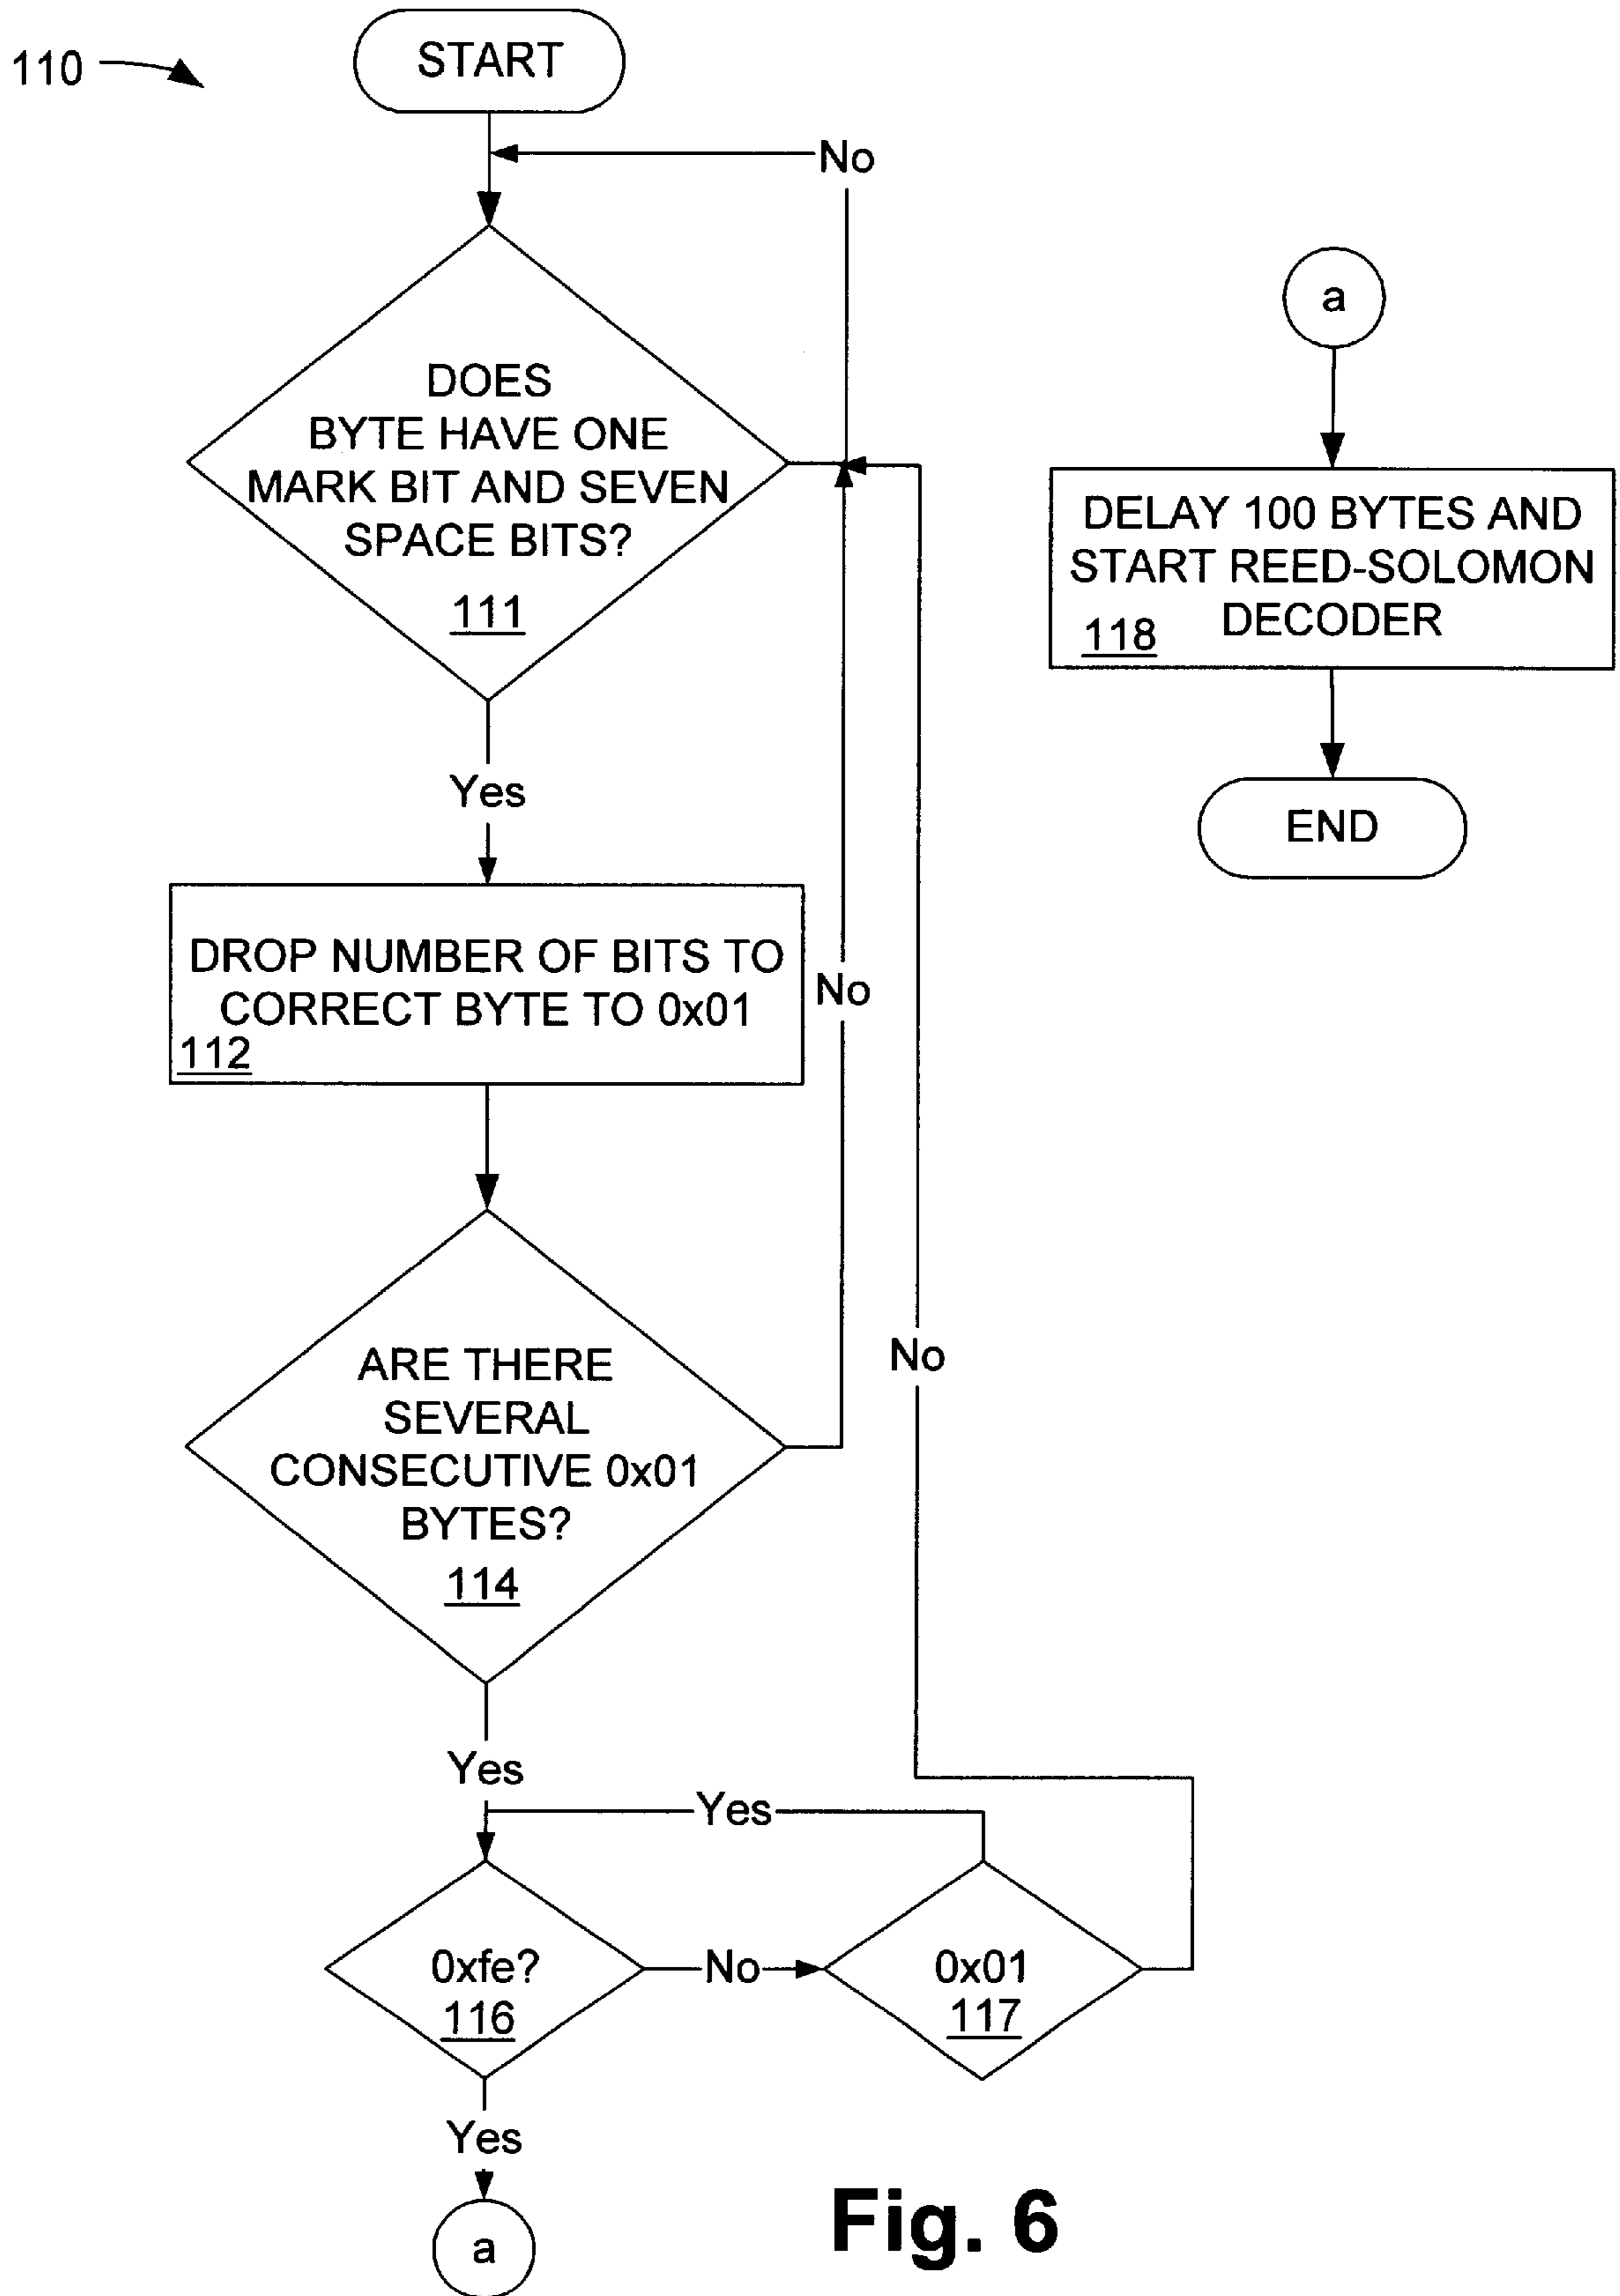 110
START
No
DOES
BYTE HAVE ONE
MARK BIT AND SEVEN
SPACE BITS?
111
Yes
DROP NUMBER OF BITS TO
CORRECT BYTE TO 0x01
112
No
ARE THERE
SEVERAL
CONSECUTIVE 0x01
BYTES?
114
No
Yes
Yes
0xfe?
116
No
0x01
117
Yes
a
a
DELAY 100 BYTES AND
START REED-SOLOMON
DECODER
118
END
Fig. 6